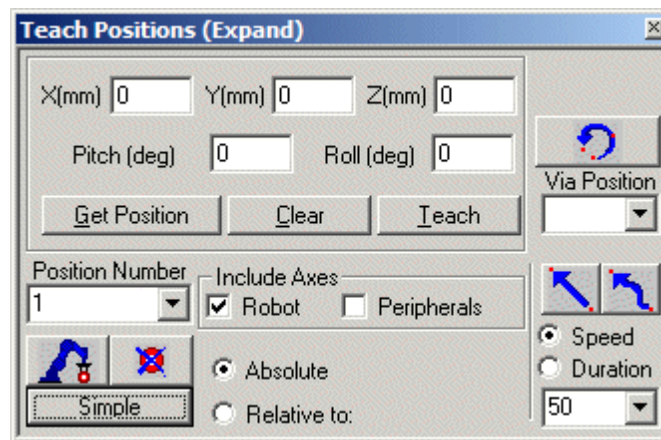 Teach Positions (Expand)
X(mm) 0 Y(mm) 0 Z(mm) 0
Pitch (deg) 0 Roll (deg) 0
Get Position Clear Teach
Via Position
Position Number
1
Include Axes
Robot Peripherals
Simple
Absolute
Relative to:
Speed
Duration
50